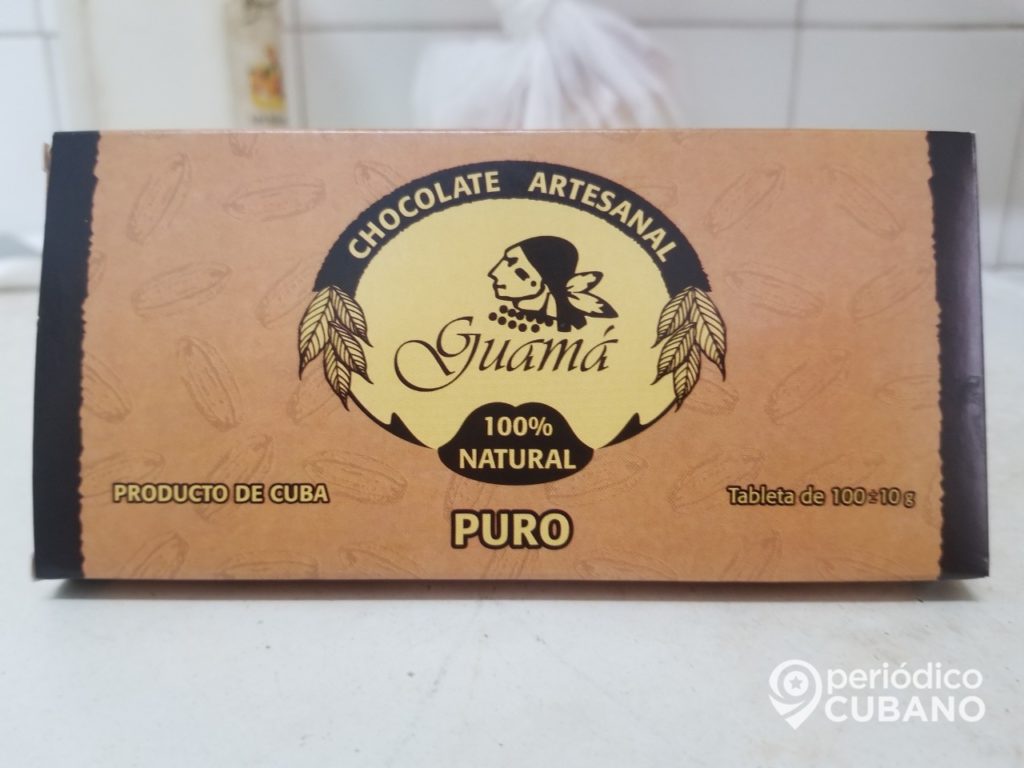 CHOCOLATE ARTESANAL
Guamá
100%
NATURAL
PRODUCTO DE CUBA
Tableta de 100±10 g
PURO
periódico
CUBANO